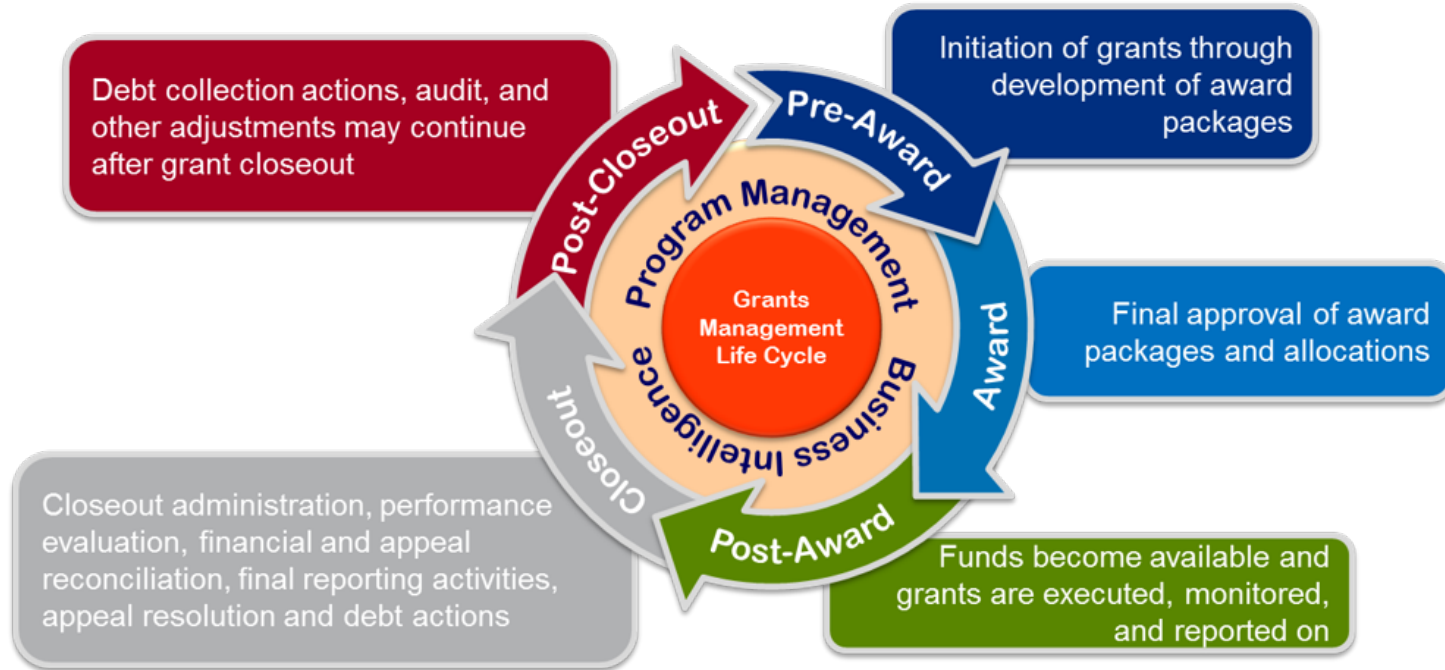 Debt collection actions, audit, and
other adjustments may continue
after grant closeout
Initiation of grants through
development of award
packages
Post-Closeout
Pre-Award
Program Management
Grants
Management
Life Cycle
Award
Final approval of award
packages and allocations
Business Intelligence
Closeout
Post-Award
Closeout administration, performance
evaluation, financial and appeal
reconciliation, final reporting activities,
appeal resolution and debt actions
Funds become available and
grants are executed, monitored,
and reported on